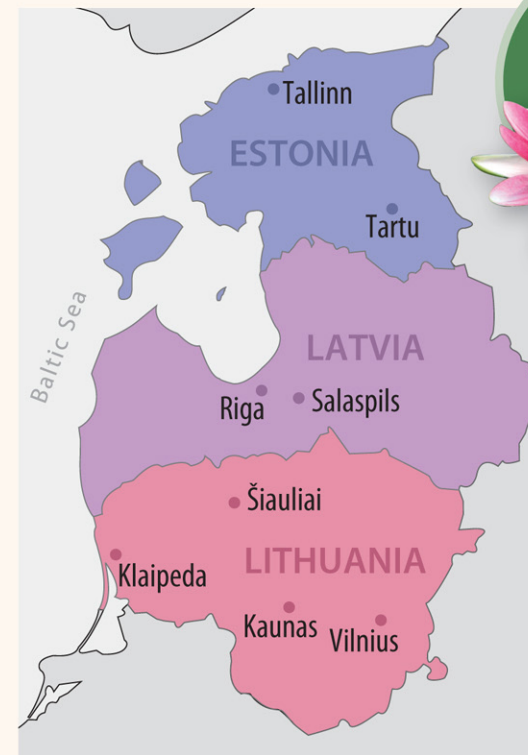 Tallinn
ESTONIA
Tartu
Baltic Sea
LATVIA
Riga
Salaspils
Šiauliai
LITHUANIA
Klaipeda
Kaunas
Vilnius